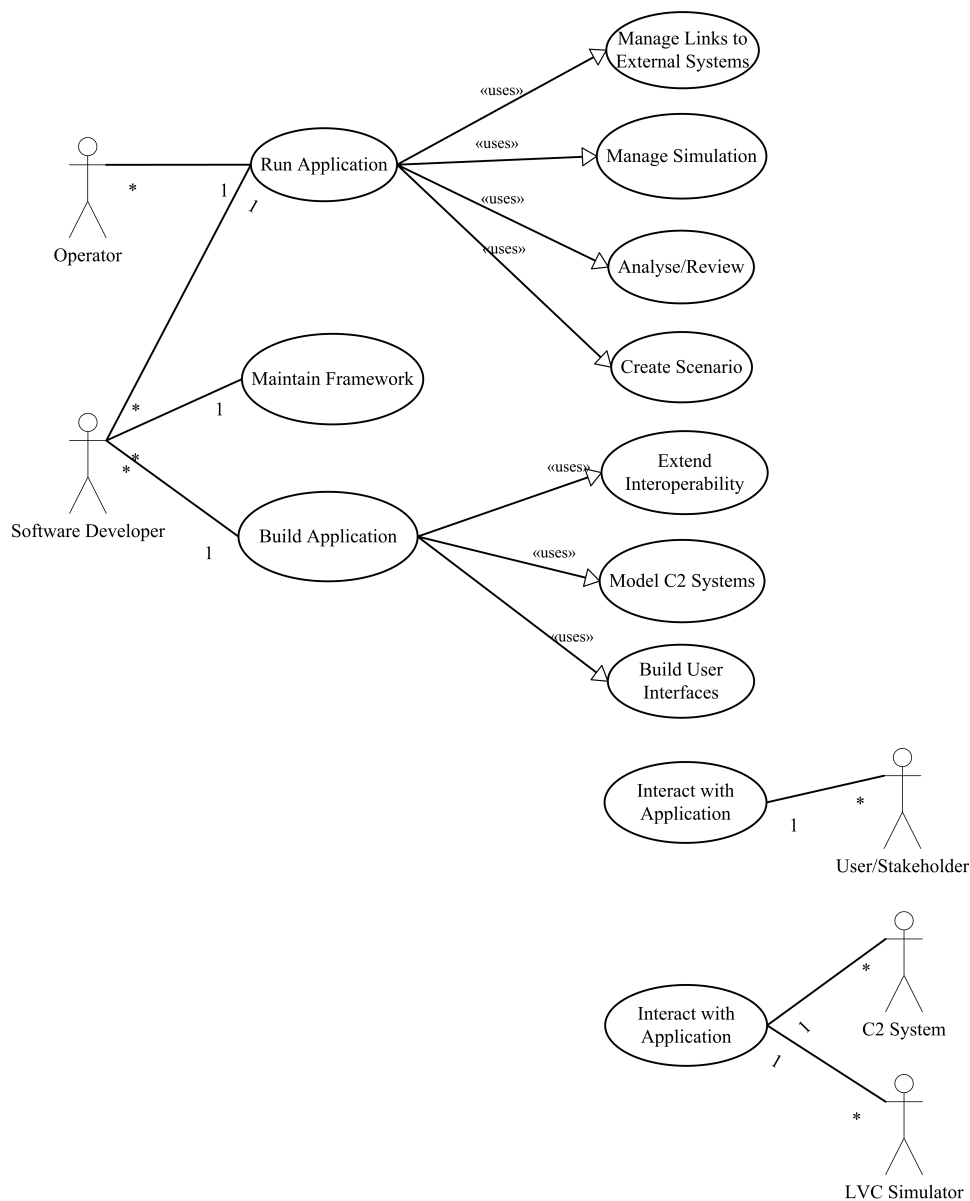 Manage Links to
External Systems
«uses»
Run Application
«uses»
Manage Simulation
*
1
1
«uses»
Operator
«uses»
Analyse/Review
Create Scenario
Maintain Framework
*
1
*
*
Software Developer
1
Build Application
«uses»
Extend
Interoperability
«uses»
Model C2 Systems
«uses»
Build User
Interfaces
Interact with
Application
1
*
User/Stakeholder
Interact with
Application
*
1
C2 System
1
*
LVC Simulator